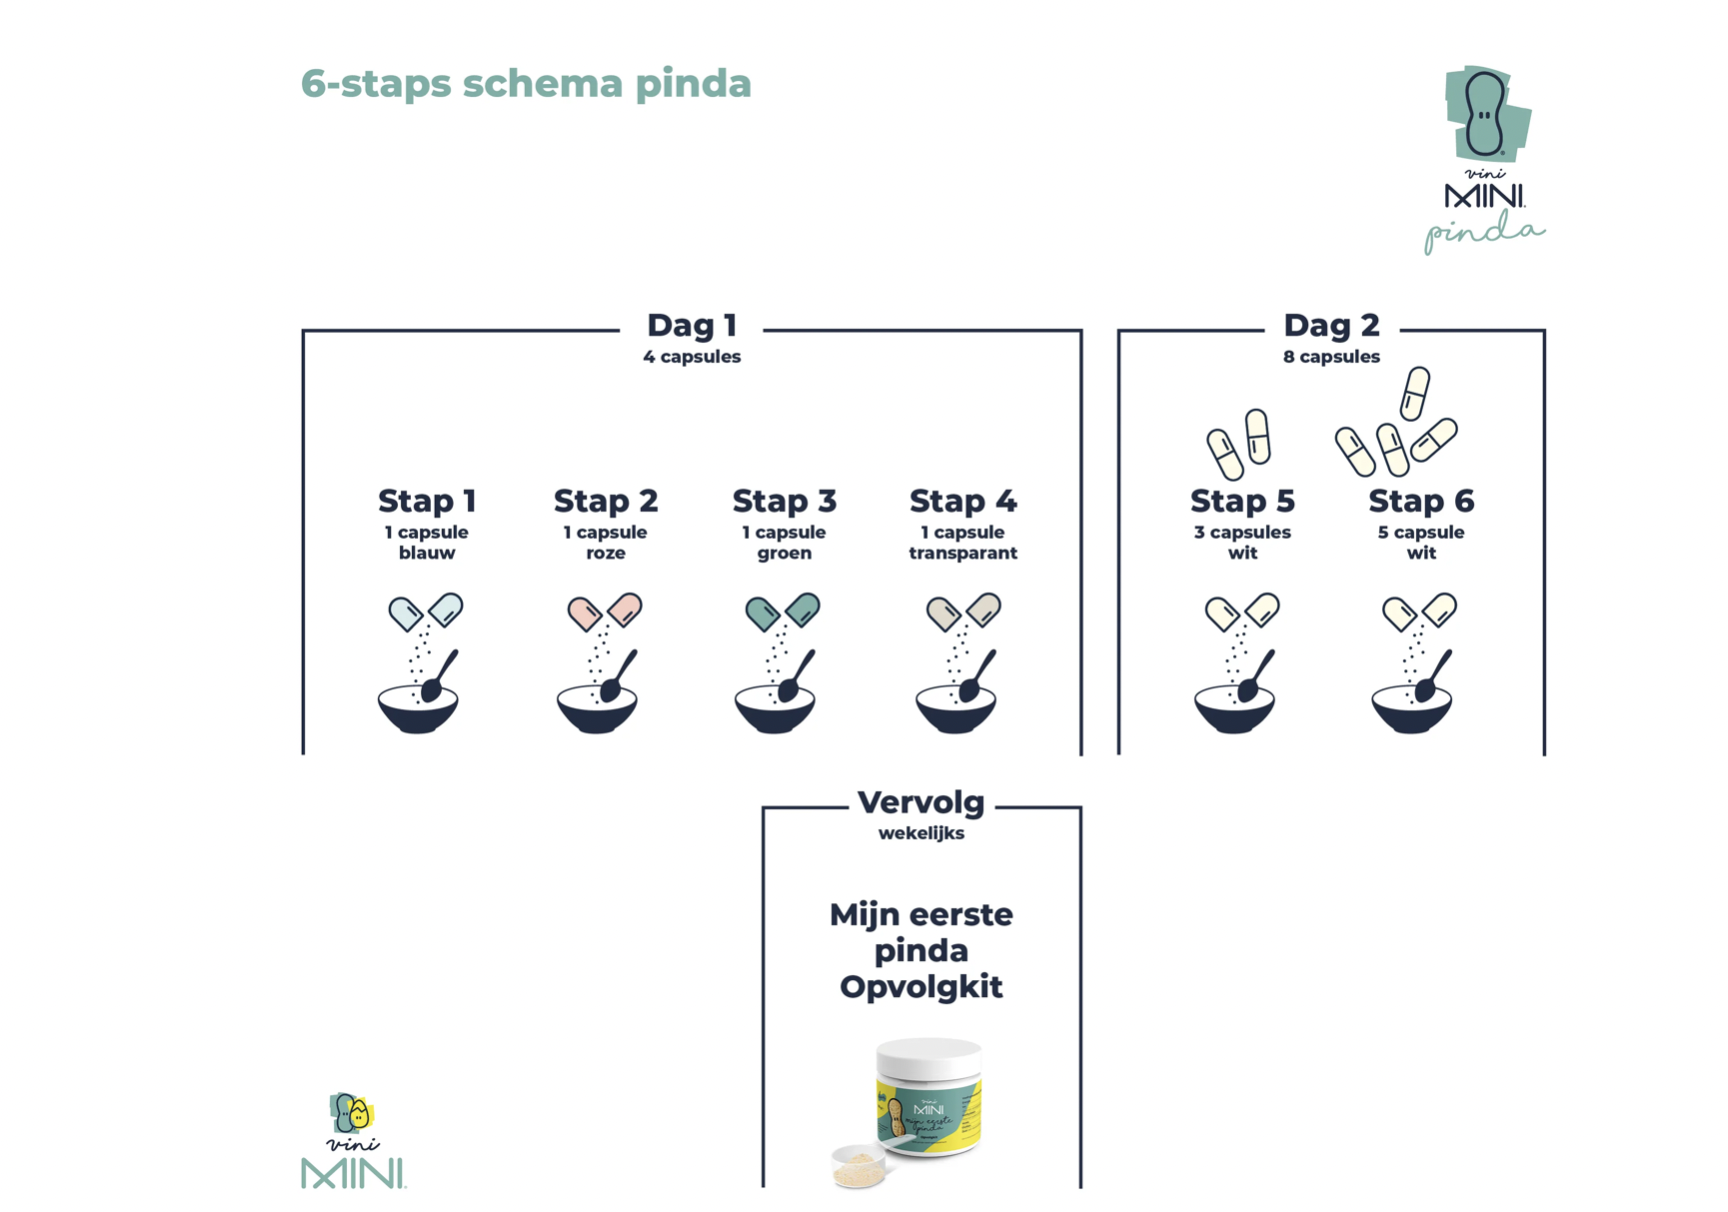 6-staps schema pinda
vini
MINI
pinda
Dag 1
4 capsules
Dag 2
8 capsules
Stap 1
1 capsule
blauw
Stap 2
1 capsule
roze
Stap 3
1 capsule
groen
Stap 4
1 capsule
transparant
Stap 5
3 capsules
wit
Stap 6
5 capsule
wit
Vervolg
wekelijks
Mijn eerste
pinda
Opvolgkit
vini
MINI
mijn eerste
pinda
vini
MINI